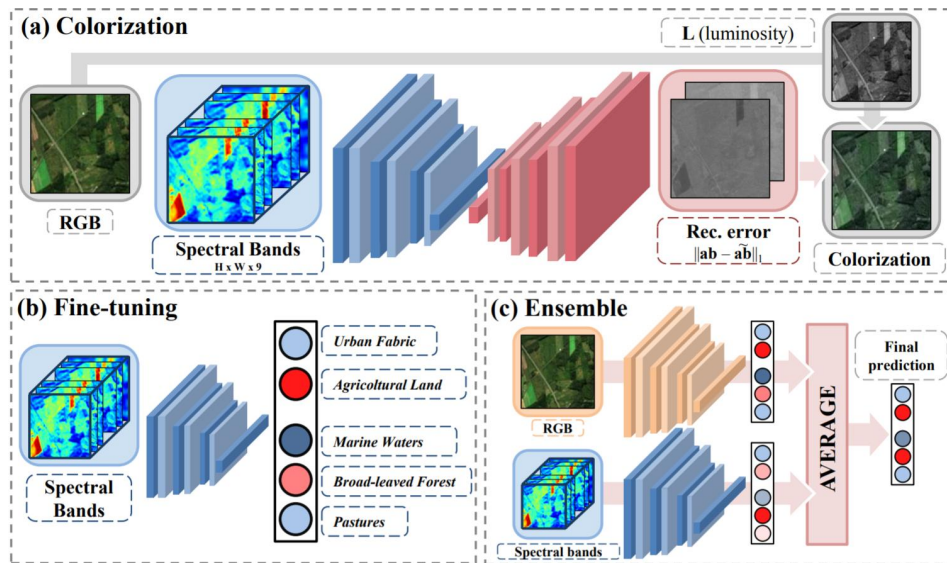 (a) Colorization
L (luminosity)
RGB
Spectral Bands
H x W x 9
Rec. error
||ab − a͠b||₁
Colorization
(b) Fine-tuning
Spectral
Bands
Urban Fabric
Agricoltural Land
Marine Waters
Broad-leaved Forest
Pastures
(c) Ensemble
RGB
Spectral bands
AVERAGE
Final
prediction